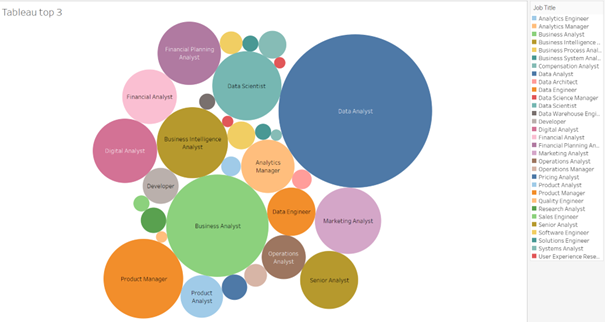 Tableau top 3
Financial Planning
Analyst
Data Scientist
Financial Analyst
Data Analyst
Business Intelligence
Analyst
Digital Analyst
Analytics
Manager
Developer
Business Analyst
Data Engineer
Marketing Analyst
Operations
Analyst
Product Manager
Product
Analyst
Senior Analyst
Job Title
Analytics Engineer
Analytics Manager
Business Analyst
Business Intelligence ...
Business Process Anal...
Business System Anal...
Compensation Analyst
Data Analyst
Data Architect
Data Engineer
Data Science Manager
Data Scientist
Data Warehouse Engi...
Developer
Digital Analyst
Financial Analyst
Financial Planning An...
Marketing Analyst
Operations Analyst
Operations Manager
Pricing Analyst
Product Analyst
Product Manager
Quality Engineer
Research Analyst
Sales Engineer
Senior Analyst
Software Engineer
Solutions Engineer
Systems Analyst
User Experience Rese...